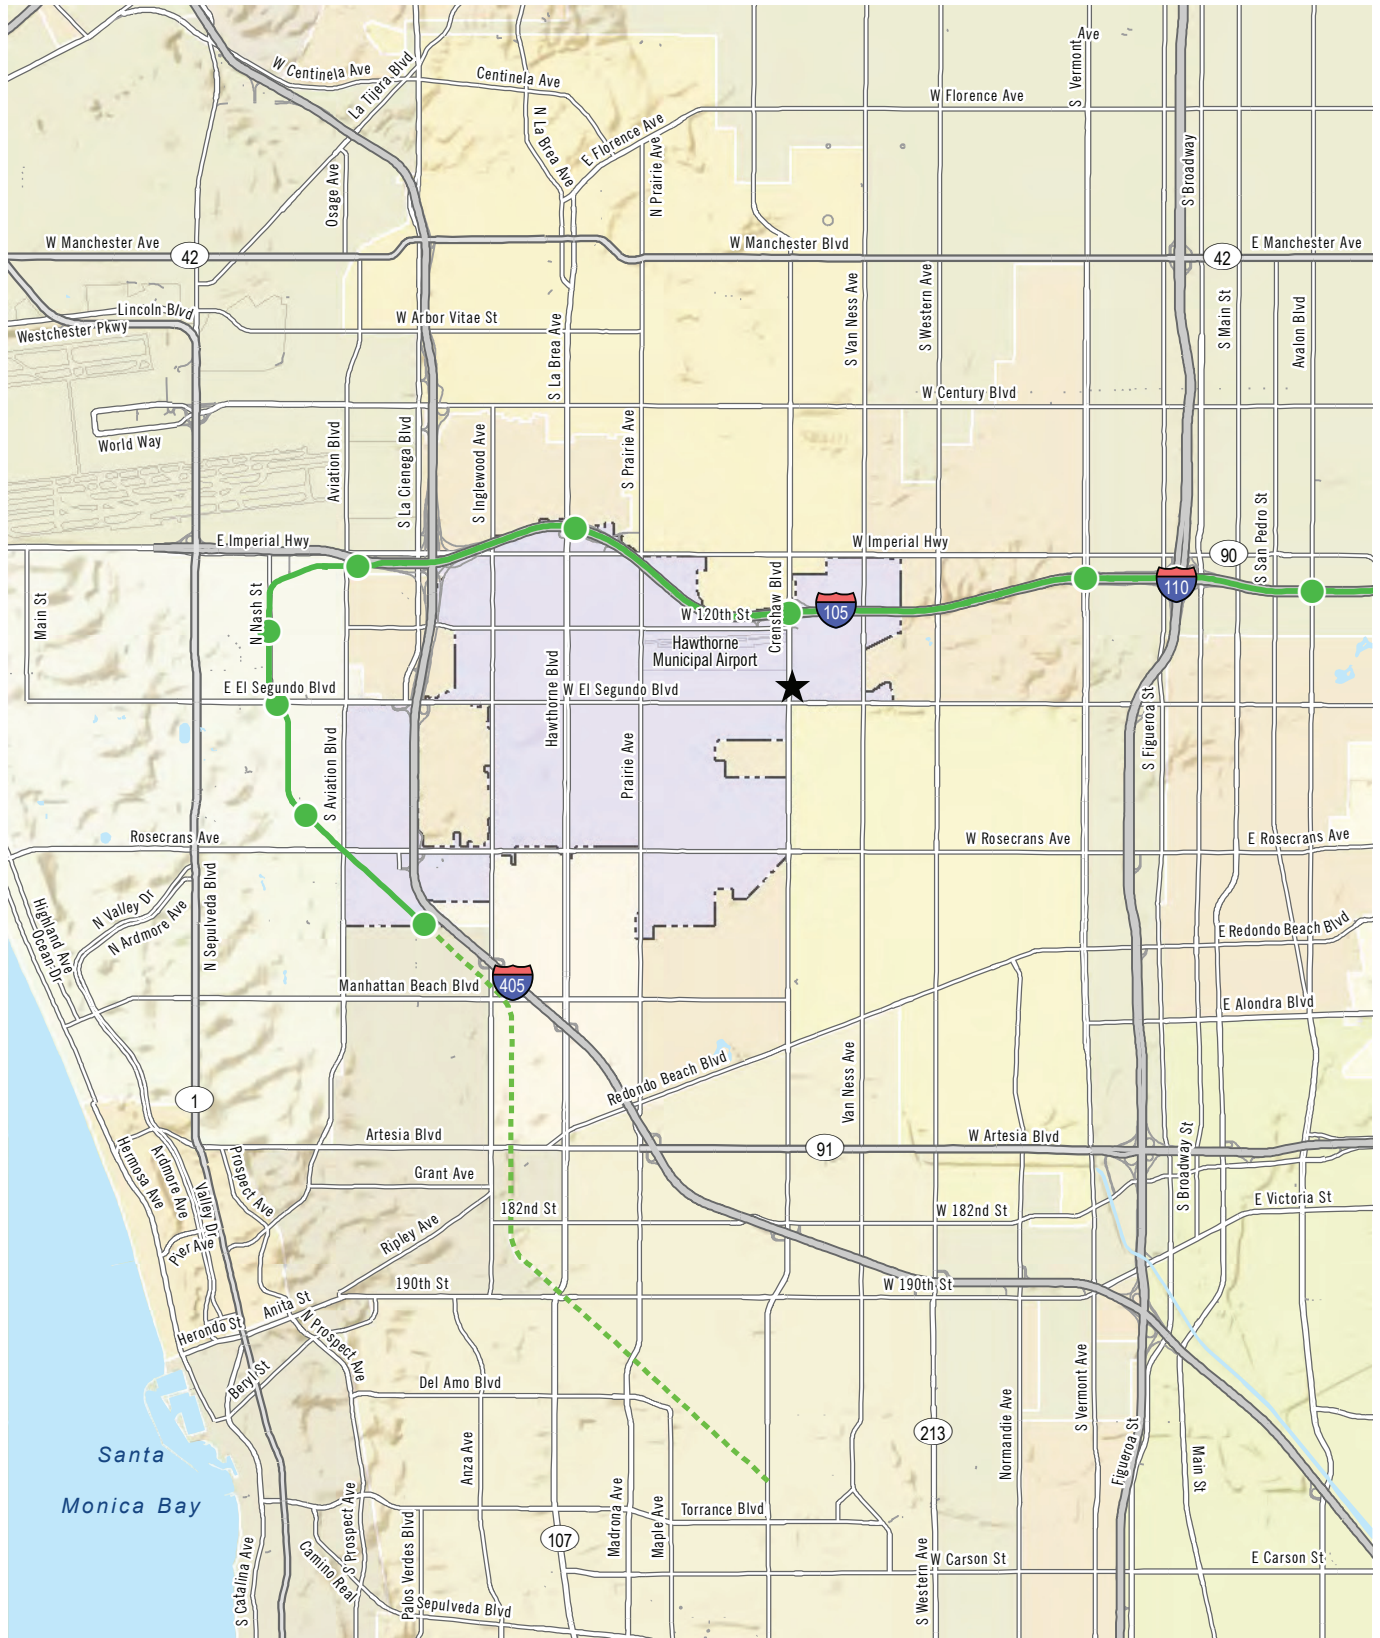 Ave
S Vermont
W Centinela Ave
La Tijera Blvd
Centinela Ave
W Florence Ave
N La Brea Ave
E Florence Ave
N Prairie Ave
Osage Ave
S Broadway
W Manchester Ave
42
W Manchester Blvd
42
E Manchester Ave
Lincoln Blvd
Westchester Pkwy
W Arbor Vitae St
S La Brea Ave
S Van Ness Ave
S Western Ave
S Main St
Avalon Blvd
W Century Blvd
World Way
Aviation Blvd
S La Cienega Blvd
S Inglewood Ave
S Prairie Ave
S San Pedro St
E Imperial Hwy
W Imperial Hwy
90
Main St
N Nash St
W 120th St
Crenshaw Blvd
105
110
Hawthorne
Municipal Airport
E El Segundo Blvd
W El Segundo Blvd
Hawthorne Blvd
Prairie Ave
S Aviation Blvd
S Figueroa St
Rosecrans Ave
W Rosecrans Ave
E Rosecrans Ave
N Valley Dr
N Ardmore Ave
N Sepulveda Blvd
Highland Ave
Ocean Dr
E Redondo Beach Blvd
Manhattan Beach Blvd
405
E Alondra Blvd
Redondo Beach Blvd
Van Ness Ave
1
Artesia Blvd
91
W Artesia Blvd
Hermosa Ave
Ardmore Ave
Valley Dr
Prospect Ave
Grant Ave
S Broadway St
E Victoria St
182nd St
W 182nd St
Pier Ave
Ripley Ave
190th St
W 190th St
Anita St
Herondo St
N Prospect Ave
Beryl St
Del Amo Blvd
S Vermont Ave
Normandie Ave
213
Figueroa St
Main St
Santa
Monica Bay
Anza Ave
S Prospect Ave
Palos Verdes Blvd
Madrona Ave
Maple Ave
Torrance Blvd
107
S Catalina Ave
Camino Real
Sepulveda Blvd
S Western Ave
W Carson St
E Carson St